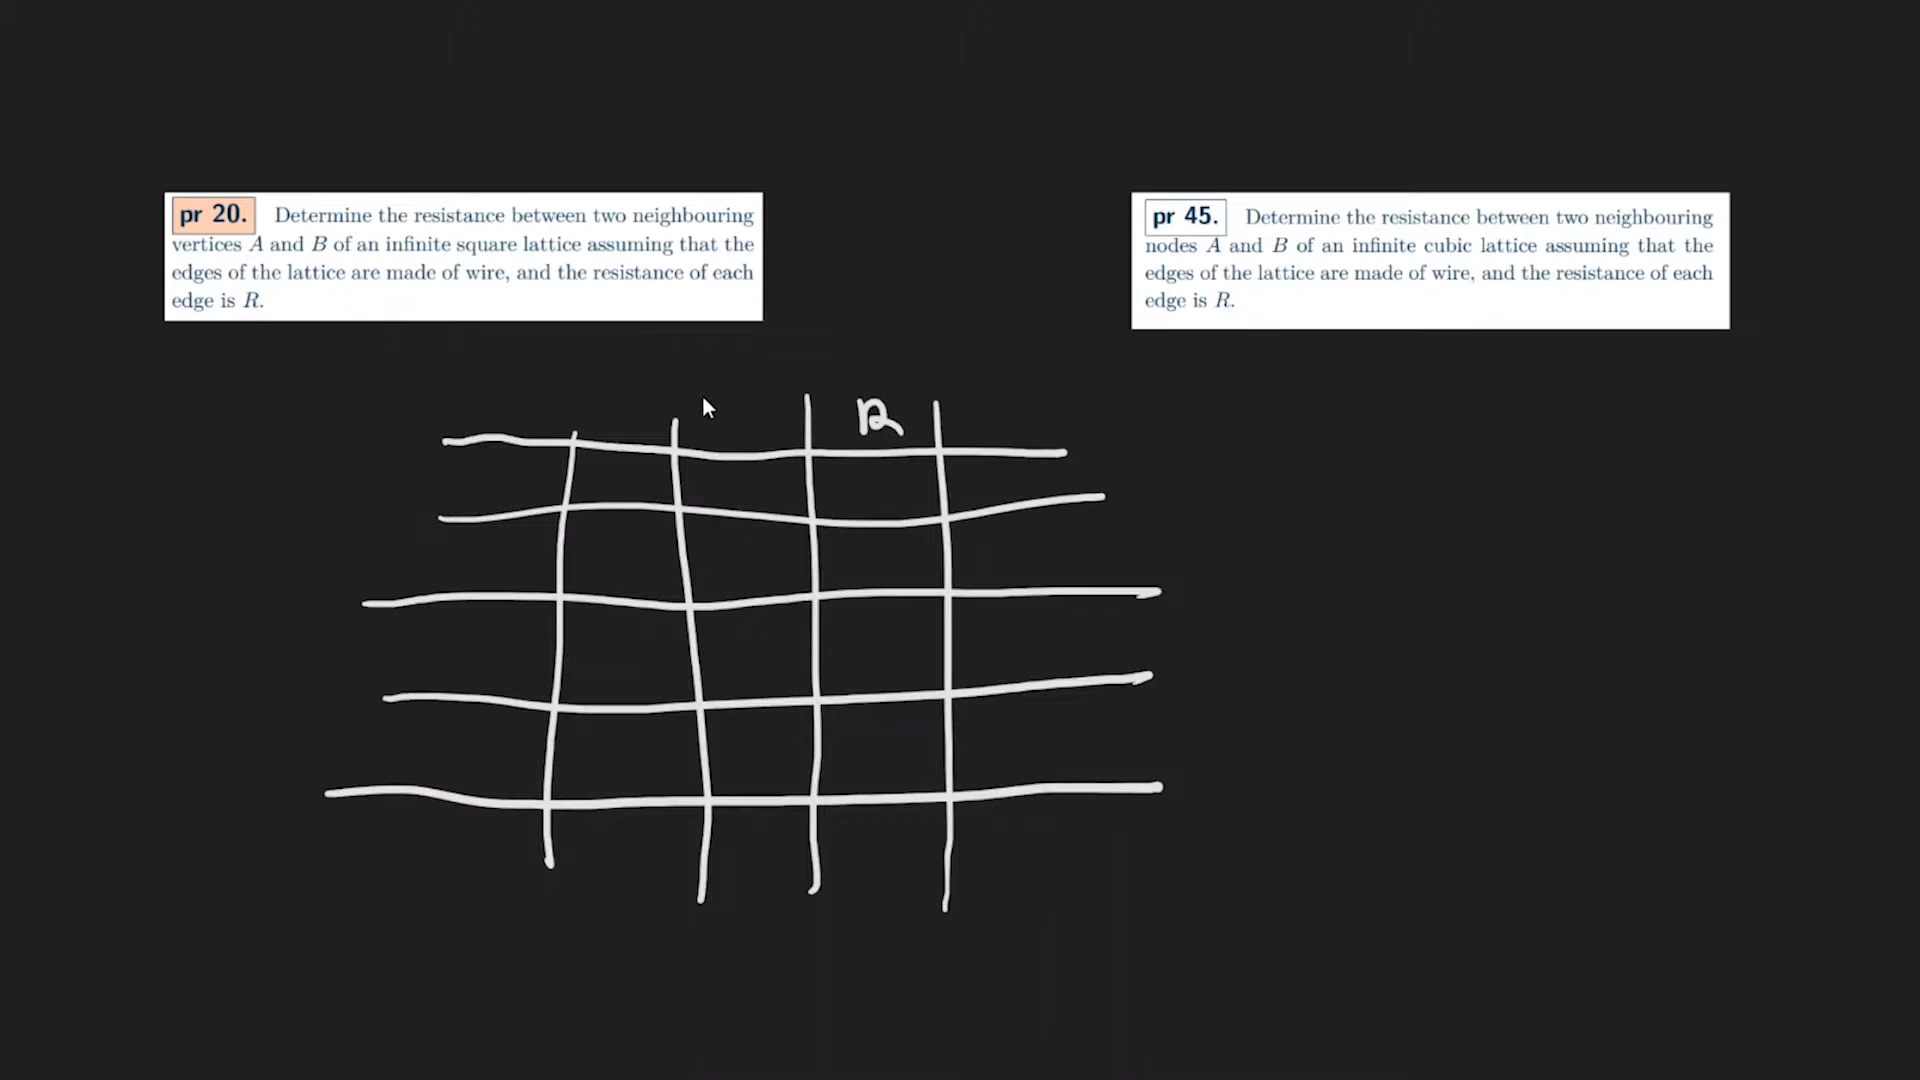 pr 20. Determine the resistance between two neighbouring
vertices A and B of an infinite square lattice assuming that the
edges of the lattice are made of wire, and the resistance of each
edge is R.
pr 45. Determine the resistance between two neighbouring
nodes A and B of an infinite cubic lattice assuming that the
edges of the lattice are made of wire, and the resistance of each
edge is R.
R